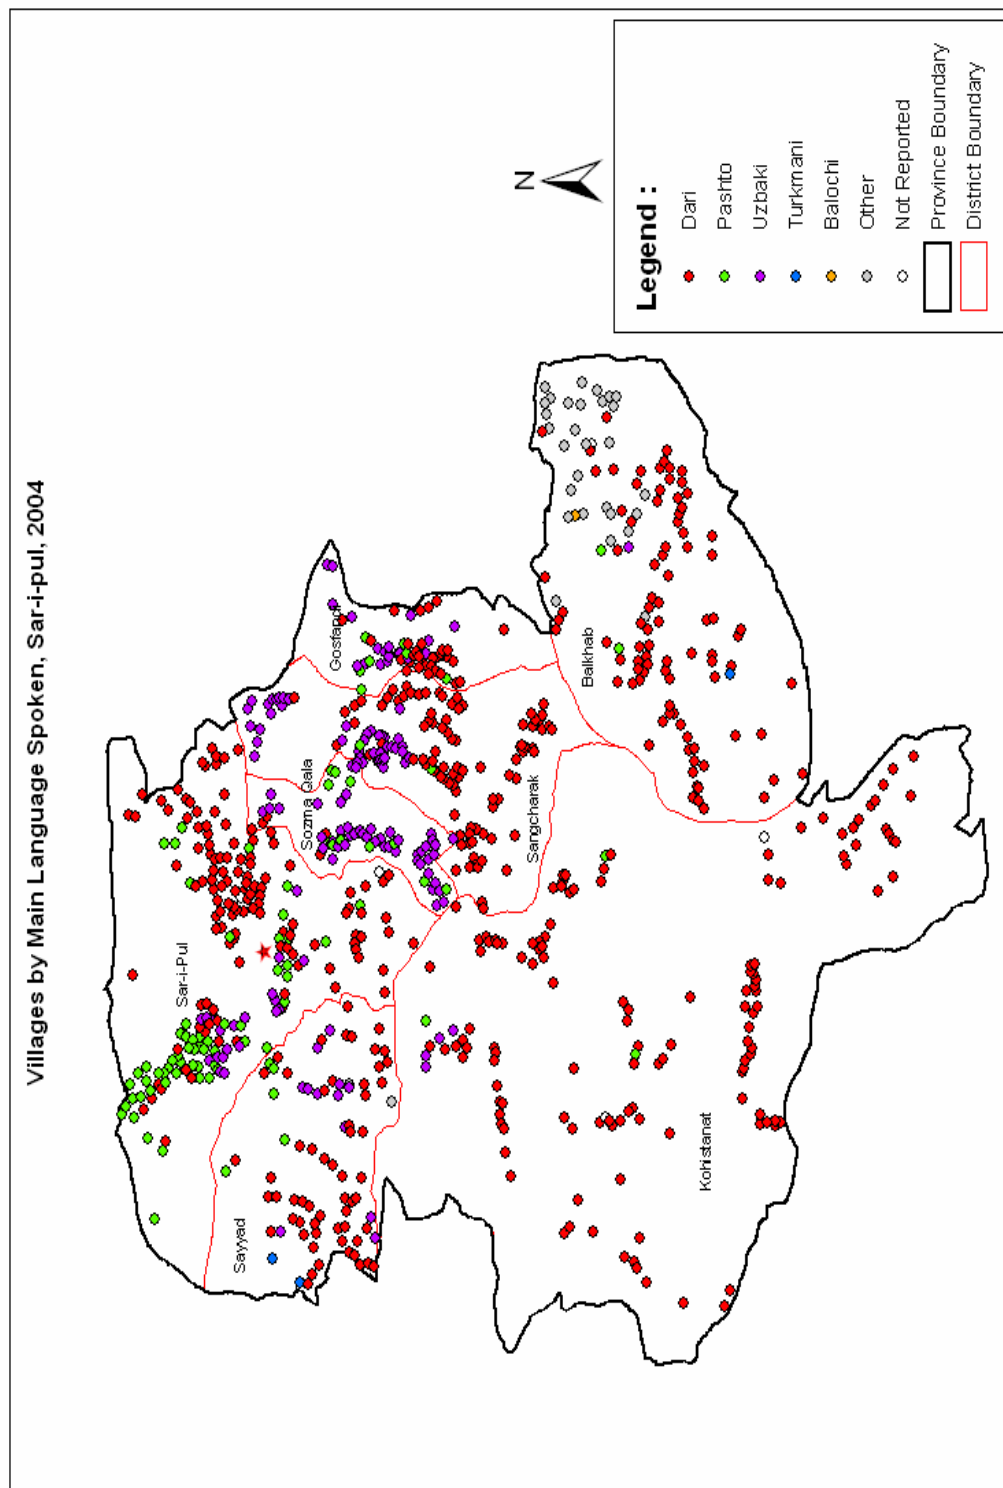 Villages by Main Language Spoken, Sar-i-pul, 2004
N
Sar-i-Pul
Sayyad
Sozma Qala
Gosfandi
Sangcharak
Balkhab
Kohistanat
Legend :
Dari
Pashto
Uzbaki
Turkmani
Balochi
Other
Not Reported
Province Boundary
District Boundary